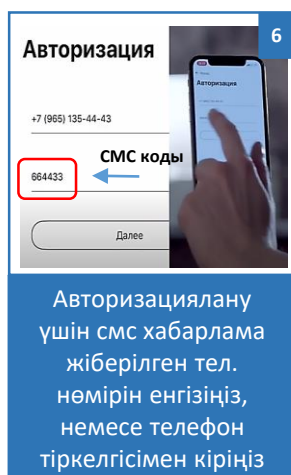 6
Авторизация
+7 (965) 135-44-43
СМС коды
664433
Далее
Авторизация
Авторизациялану
үшін смс хабарлама
жіберілген тел.
нөмірін енгізіңіз,
немесе телефон
тіркелгісімен кіріңіз